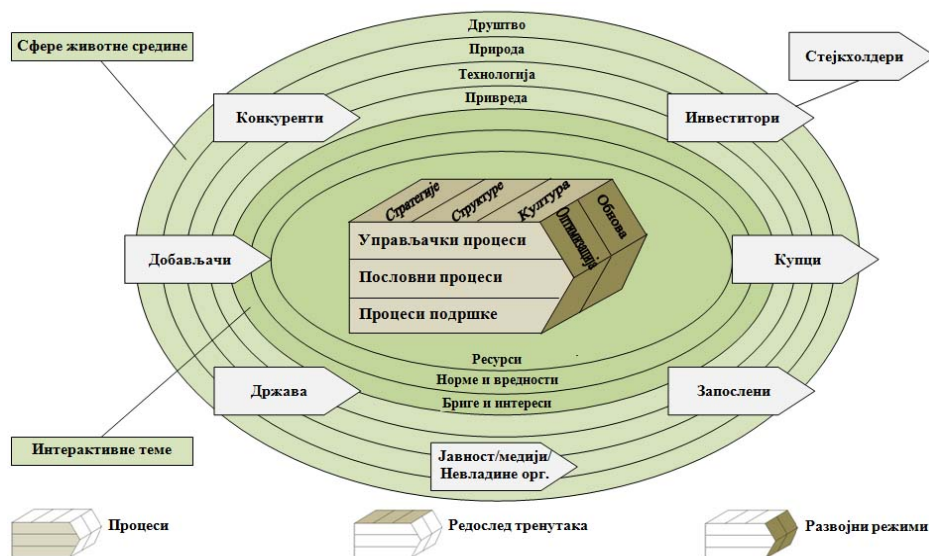 Друштво
Сфере животне средине
Природа
Стејкхолдери
Технологија
Привреда
Конкуренти
Инвеститори
Стратегије
Структуре
Култура
Оптимизација
Обнова
Управљачки процеси
Добављачи
Пословни процеси
Купци
Процеси подршке
Ресурси
Норме и вредности
Држава
Запослени
Бриге и интереси
Интерактивне теме
Јавност/медији/
Невладине орг.
Процеси
Редослед тренутака
Развојни режими